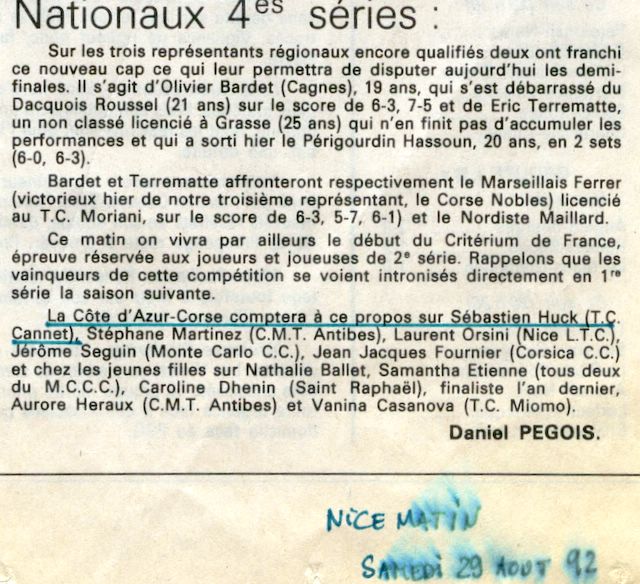 Nationaux 4es séries :
Sur les trois représentants régionaux encore qualifiés deux ont franchi
ce nouveau cap ce qui leur permettra de disputer aujourd'hui les demi-
finales. Il s'agit d'Olivier Bardet (Cagnes), 19 ans, qui s'est débarrassé du
Dacquois Roussel (21 ans) sur le score de 6-3, 7-5 et de Eric Terrematte,
un non classé licencié à Grasse (25 ans) qui n'en finit pas d'accumuler les
performances et qui a sorti hier le Périgourdin Hassoun, 20 ans, en 2 sets
(6-0, 6-3).
Bardet et Terrematte affronteront respectivement le Marseillais Ferrer
(victorieux hier de notre troisième représentant, le Corse Nobles) licencié
au T.C. Moriani, sur le score de 6-3, 5-7, 6-1) et le Nordiste Maillard.
Ce matin on vivra par ailleurs le début du Critérium de France,
épreuve réservée aux joueurs et joueuses de 2e série. Rappelons que les
vainqueurs de cette compétition se voient intronisés directement en 1re
série la saison suivante.
La Côte d'Azur-Corse comptera à ce propos sur Sébastien Huck (T.C.
Cannet), Stéphane Martinez (C.M.T. Antibes), Laurent Orsini (Nice L.T.C.),
Jérôme Seguin (Monte Carlo C.C.), Jean Jacques Fournier (Corsica C.C.)
et chez les jeunes filles sur Nathalie Ballet, Samantha Etienne (tous deux
du M.C.C.C.), Caroline Dhenin (Saint Raphaël), finaliste l'an dernier,
Aurore Heraux (C.M.T. Antibes) et Vanina Casanova (T.C. Miomo).
Daniel PEGOIS.
NICE MATIN
SAMEDI 29 AOUT 92